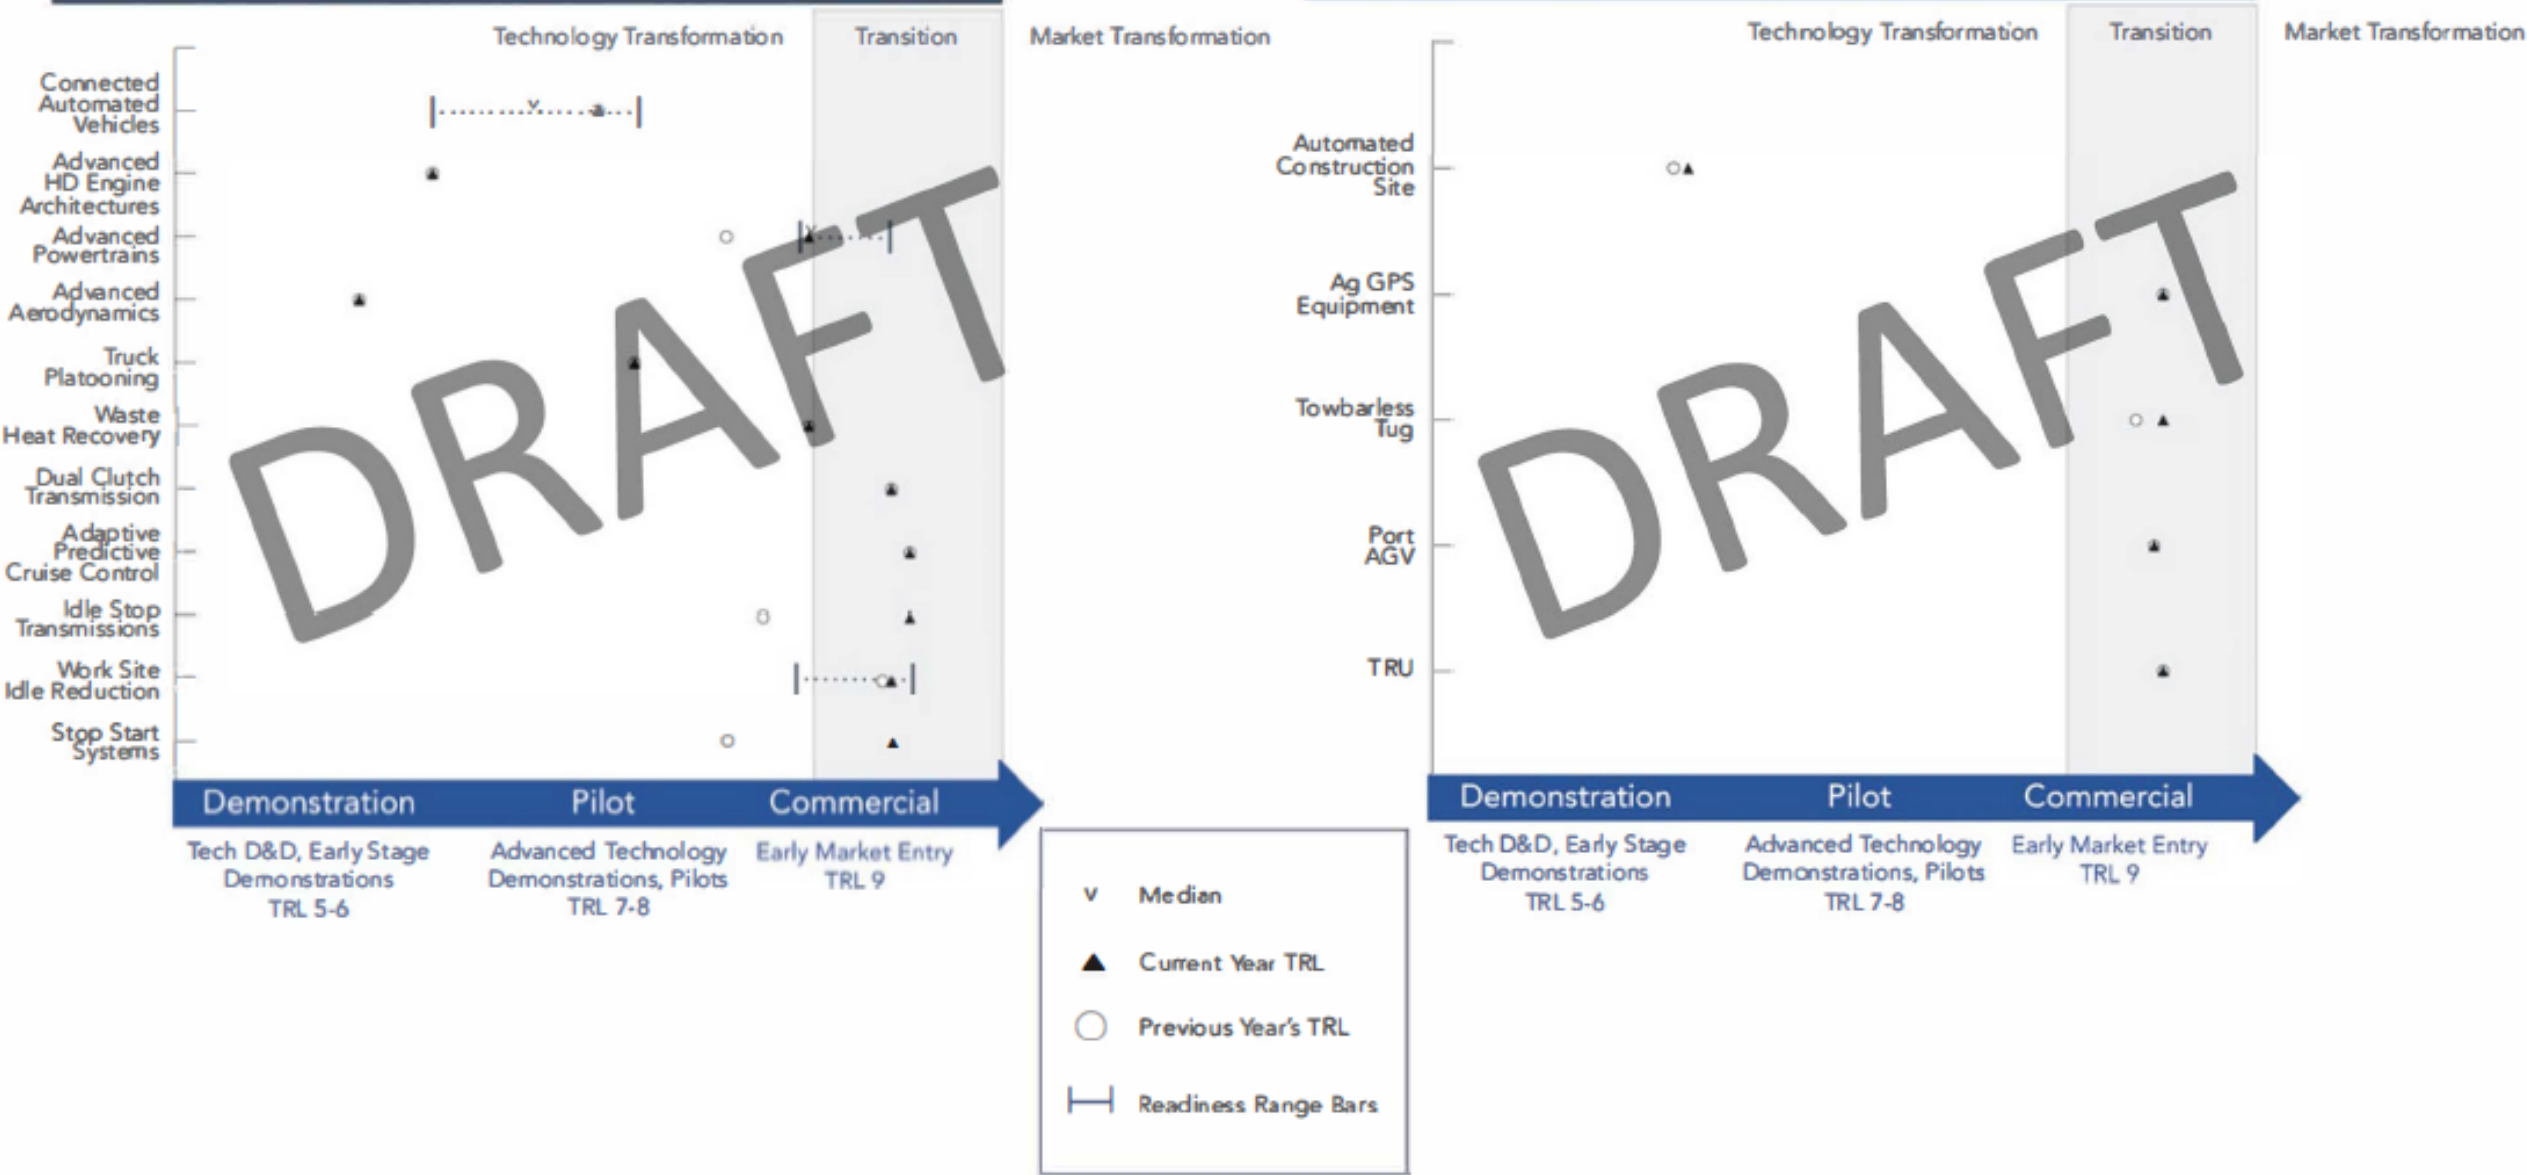 Technology Transformation
Transition
Market Transformation
Connected
Automated
Vehicles
Advanced
HD Engine
Architectures
Advanced
Powertrains
Advanced
Aerodynamics
Truck
Platooning
Waste
Heat Recovery
Dual Clutch
Transmission
Adaptive
Predictive
Cruise Control
Idle Stop
Transmissions
Work Site
Idle Reduction
Stop Start
Systems
DRAFT
Demonstration
Pilot
Commercial
Tech D&D, Early Stage
Demonstrations
TRL 5-6
Advanced Technology
Demonstrations, Pilots
TRL 7-8
Early Market Entry
TRL 9
Median
Current Year TRL
Previous Year's TRL
Readiness Range Bars
Technology Transformation
Transition
Market Transformation
Automated
Construction
Site
Ag GPS
Equipment
Towbarless
Tug
Port
AGV
TRU
DRAFT
Demonstration
Pilot
Commercial
Tech D&D, Early Stage
Demonstrations
TRL 5-6
Advanced Technology
Demonstrations, Pilots
TRL 7-8
Early Market Entry
TRL 9